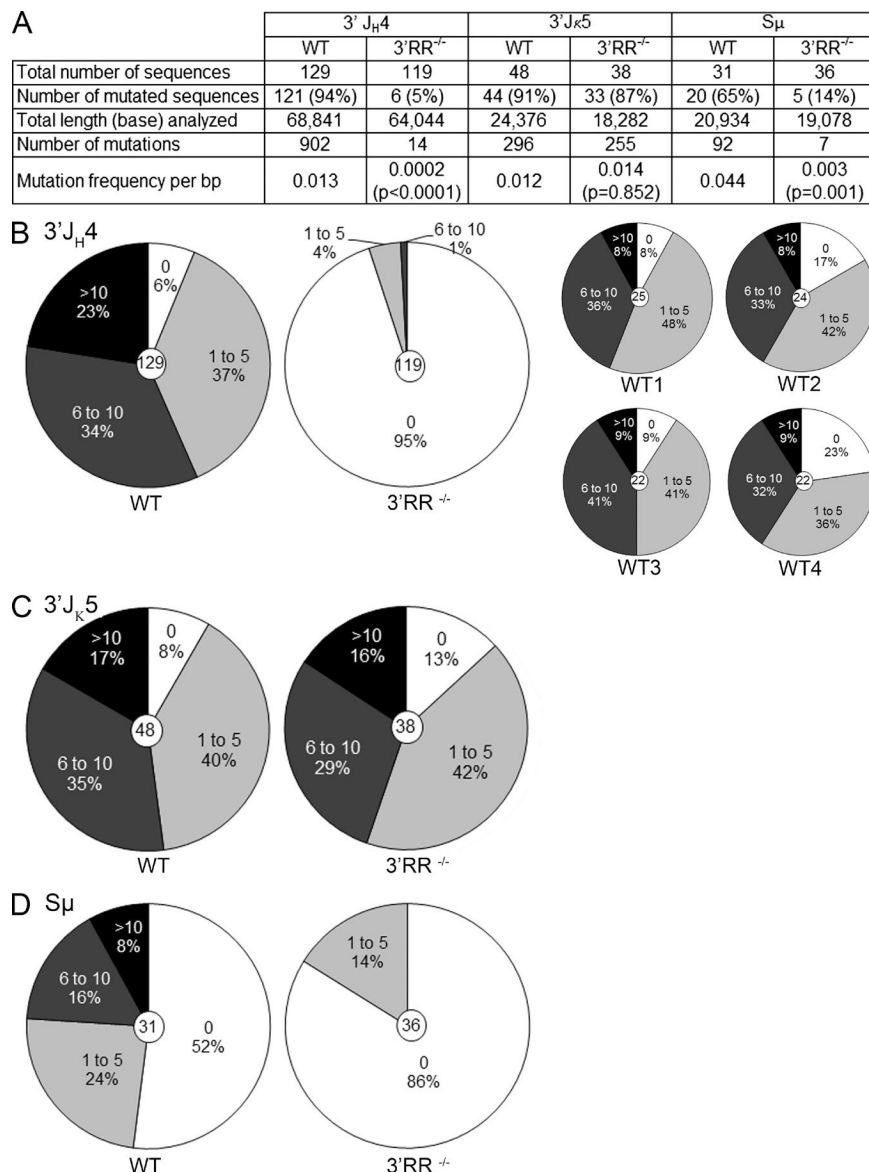 A
3' JH4 3'Jκ5 Sµ
WT 3'RR-/- WT 3'RR-/- WT 3'RR-/-
Total number of sequences 129 119 48 38 31 36
Number of mutated sequences 121 (94%) 6 (5%) 44 (91%) 33 (87%) 20 (65%) 5 (14%)
Total length (base) analyzed 68,841 64,044 24,376 18,282 20,934 19,078
Number of mutations 902 14 296 255 92 7
Mutation frequency per bp 0.013 0.0002 (p<0.0001) 0.012 0.014 (p=0.852) 0.044 0.003 (p=0.001)
B 3'JH4
0
6%
1 to 5
37%
6 to 10
34%
>10
23%
129
WT
1 to 5
4%
6 to 10
1%
119
0
95%
3'RR -/-
>10
8%
0
8%
6 to 10
36%
25
1 to 5
48%
WT1
>10
8%
0
17%
6 to 10
33%
24
1 to 5
42%
WT2
>10
9%
0
9%
6 to 10
41%
22
1 to 5
41%
WT3
>10
9%
0
23%
6 to 10
32%
22
1 to 5
36%
WT4
C 3'JK5
>10
17%
0
8%
48
6 to 10
35%
1 to 5
40%
WT
>10
16%
0
13%
38
6 to 10
29%
1 to 5
42%
3'RR -/-
D Sµ
>10
8%
6 to 10
16%
31
0
52%
1 to 5
24%
WT
1 to 5
14%
36
0
86%
3'RR -/-